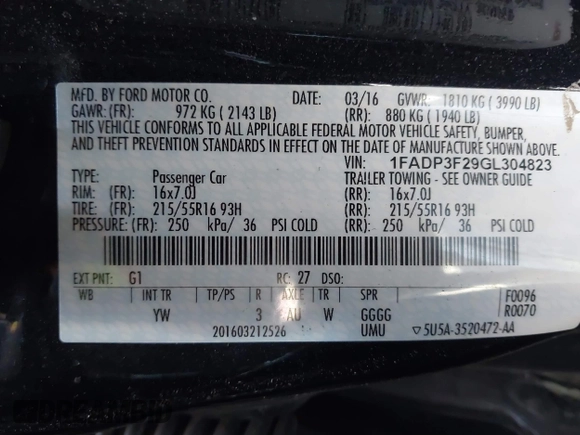 MFD. BY FORD MOTOR CO. 03/16 GVWR: 1810 KG ( 3990 LB)
GAWR: (FR): 972 KG ( 2143 LB) (RR): 880 KG ( 1940 LB)
THIS VEHICLE CONFORMS TO ALL APPLICABLE FEDERAL MOTOR VEHICLE SAFETY, BUMPER,
AND THEFT PREVENTION STANDARDS IN EFFECT ON THE DATE OF MANUFACTURE SHOWN ABOVE.
VIN: 1FADP3F29GL304823
TYPE: Passenger Car TRAILER TOWING - SEE OWNER GUIDE
RIM: (FR): 16x7.0J (RR): 16x7.0J
TIRE: (FR): 215/55R16 93H (RR): 215/55R16 93H
PRESSURE: (FR): 250 kPa/ 36 PSI COLD (RR): 250 kPa/ 36 PSI COLD
EXT PNT: G1 RC: 27 DSO:
WB INT TR TP/PS R AXLE TR SPR F0096
YW 3 AU W GGGG R0070
201603212526 UMU ▽ 5U5A-3520472-AA